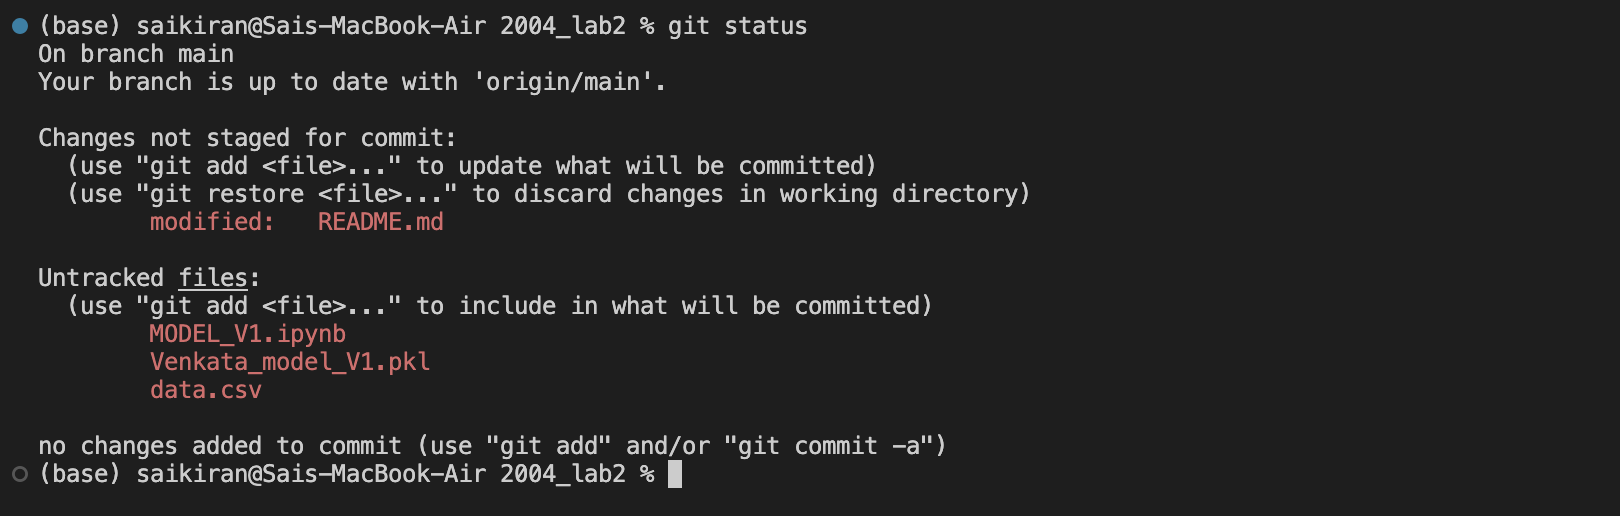 (base) saikiran@Sais-MacBook-Air 2004_lab2 % git status
On branch main
Your branch is up to date with 'origin/main'.
Changes not staged for commit:
(use "git add <file>..." to update what will be committed)
(use "git restore <file>..." to discard changes in working directory)
modified:   README.md
Untracked files:
(use "git add <file>..." to include in what will be committed)
MODEL_V1.ipynb
Venkata_model_V1.pkl
data.csv
no changes added to commit (use "git add" and/or "git commit -a")
(base) saikiran@Sais-MacBook-Air 2004_lab2 %